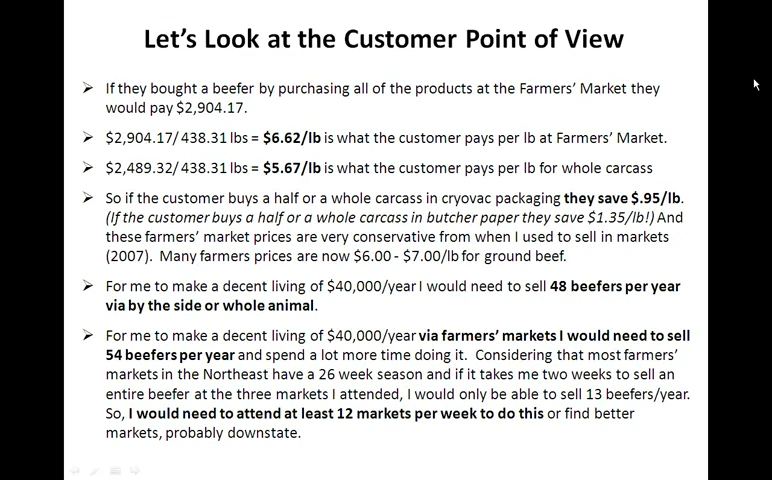 Let's Look at the Customer Point of View
➢ If they bought a beefer by purchasing all of the products at the Farmers' Market they
would pay $2,904.17.
➢ $2,904.17/438.31 lbs = $6.62/lb is what the customer pays per lb at Farmers' Market.
➢ $2,489.32/438.31 lbs = $5.67/lb is what the customer pays per lb for whole carcass
➢ So if the customer buys a half or a whole carcass in cryovac packaging they save $.95/lb.
(If the customer buys a half or a whole carcass in butcher paper they save $1.35/lb!) And
these farmers' market prices are very conservative from when I used to sell in markets
(2007). Many farmers prices are now $6.00 - $7.00/lb for ground beef.
➢ For me to make a decent living of $40,000/year I would need to sell 48 beefers per year
via by the side or whole animal.
➢ For me to make a decent living of $40,000/year via farmers' markets I would need to sell
54 beefers per year and spend a lot more time doing it. Considering that most farmers'
markets in the Northeast have a 26 week season and if it takes me two weeks to sell an
entire beefer at the three markets I attended, I would only be able to sell 13 beefers/year.
So, I would need to attend at least 12 markets per week to do this or find better
markets, probably downstate.